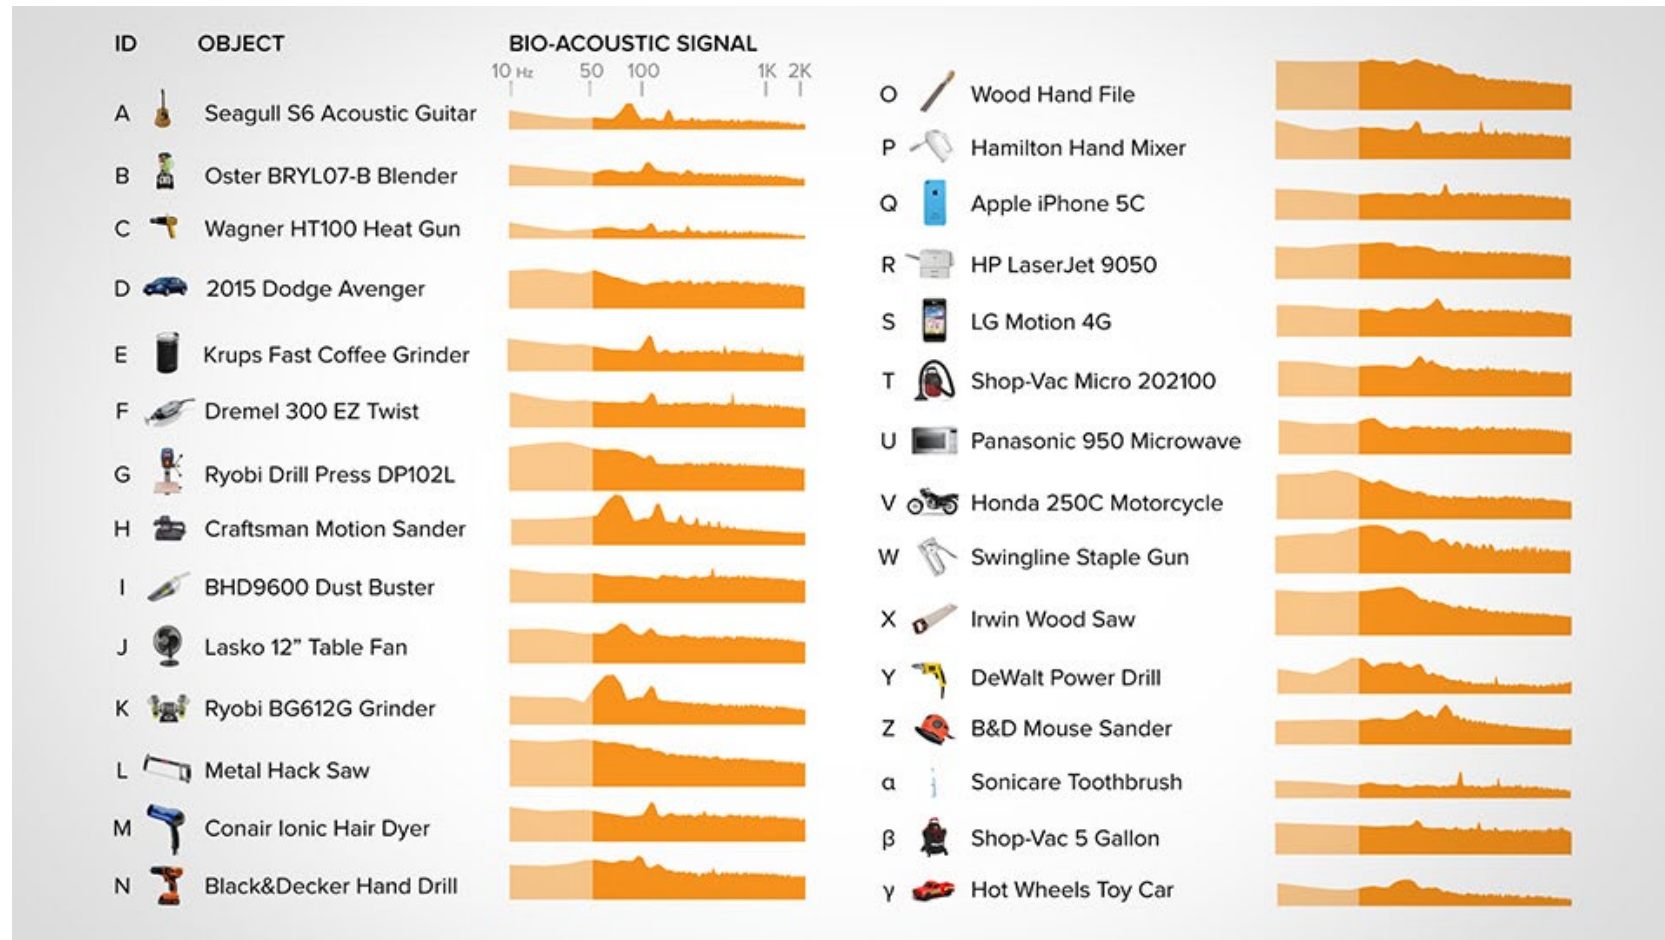 ID OBJECT BIO-ACOUSTIC SIGNAL
10 Hz 50 100 1K 2K
A Seagull S6 Acoustic Guitar
B Oster BRYL07-B Blender
C Wagner HT100 Heat Gun
D 2015 Dodge Avenger
E Krups Fast Coffee Grinder
F Dremel 300 EZ Twist
G Ryobi Drill Press DP102L
H Craftsman Motion Sander
I BHD9600 Dust Buster
J Lasko 12” Table Fan
K Ryobi BG612G Grinder
L Metal Hack Saw
M Conair Ionic Hair Dyer
N Black&Decker Hand Drill
O Wood Hand File
P Hamilton Hand Mixer
Q Apple iPhone 5C
R HP LaserJet 9050
S LG Motion 4G
T Shop-Vac Micro 202100
U Panasonic 950 Microwave
V Honda 250C Motorcycle
W Swingline Staple Gun
X Irwin Wood Saw
Y DeWalt Power Drill
Z B&D Mouse Sander
α Sonicare Toothbrush
β Shop-Vac 5 Gallon
γ Hot Wheels Toy Car